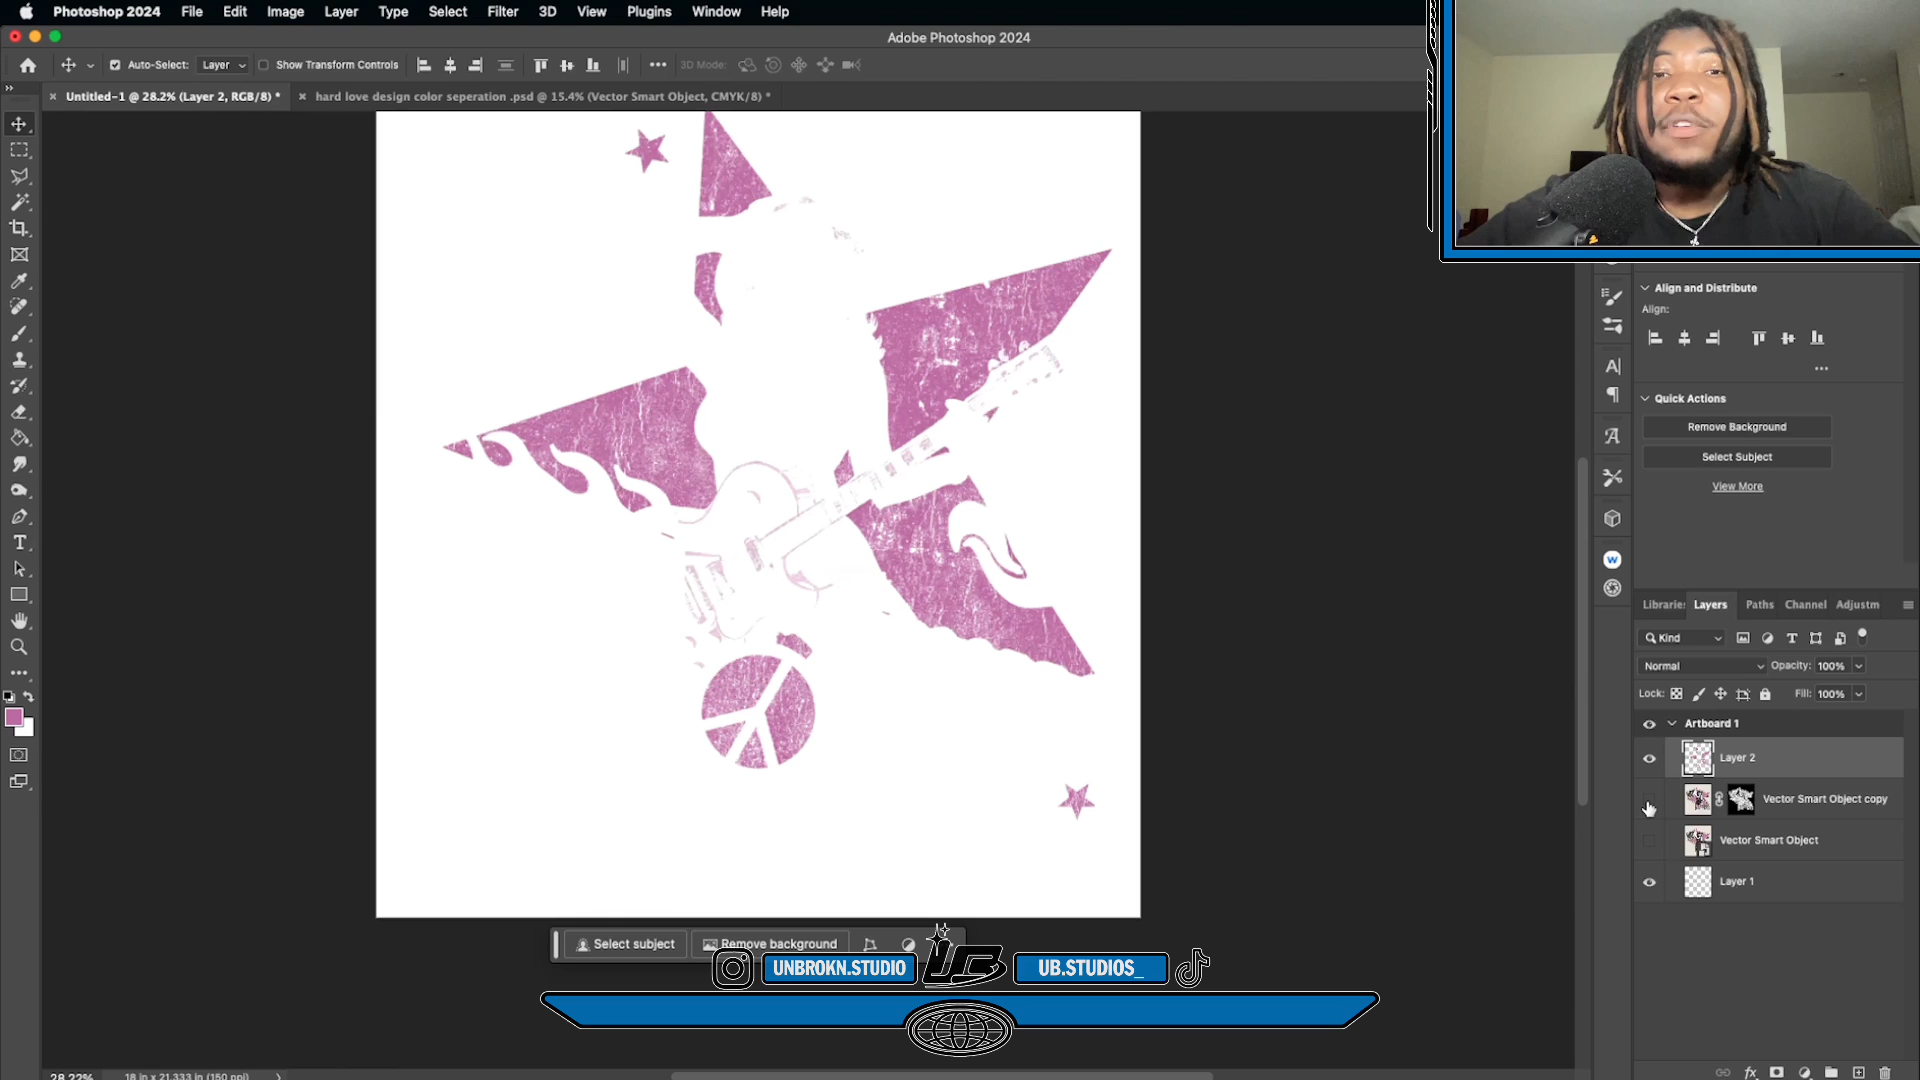 Photoshop 2024 File Edit Image Layer Type Select Filter 3D View Plugins Window Help
Adobe Photoshop 2024
Auto-Select: Layer Show Transform Controls ••• 3D Mode:
Untitled-1 @ 28.2% (Layer 2, RGB/8) * hard love design color seperation .psd @ 15.4% (Vector Smart Object, CMYK/8) *
Align and Distribute
Align:
Quick Actions
Remove Background
Select Subject
View More
Libraries Layers Paths Channel Adjustm
Kind
Normal Opacity: 100%
Lock: Fill: 100%
Artboard 1
Layer 2
Vector Smart Object copy
Vector Smart Object
Layer 1
Select subject Remove background
UNBROKN.STUDIO UB UB.STUDIOS_
28.22% 18 in x 21.333 in (150 ppi)